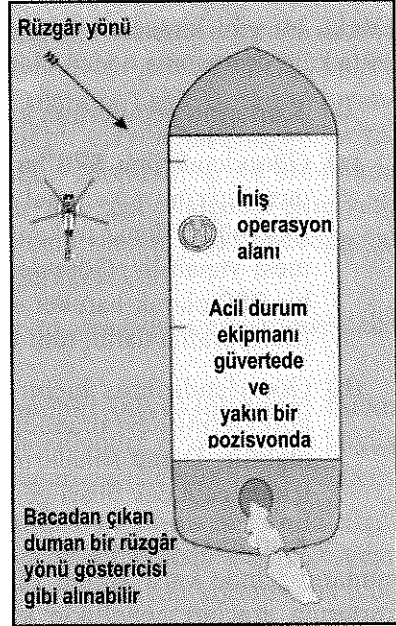 Rüzgâr yönü
İniş
operasyon
alanı
Acil durum
ekipmanı
güvertede
ve
yakın bir
pozisyonda
Bacadan çıkan
duman bir rüzgâr
yönü göstericisi
gibi alınabilir